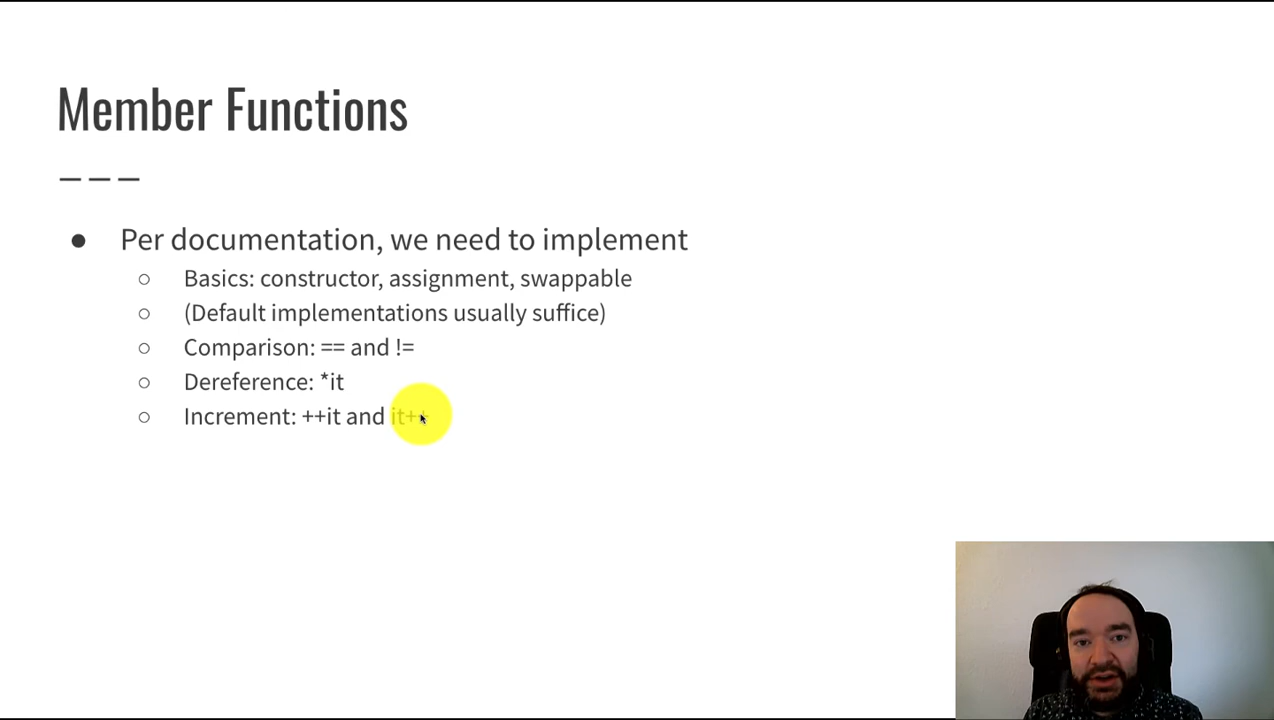 Member Functions
● Per documentation, we need to implement
○ Basics: constructor, assignment, swappable
○ (Default implementations usually suffice)
○ Comparison: == and !=
○ Dereference: *it
○ Increment: ++it and it++